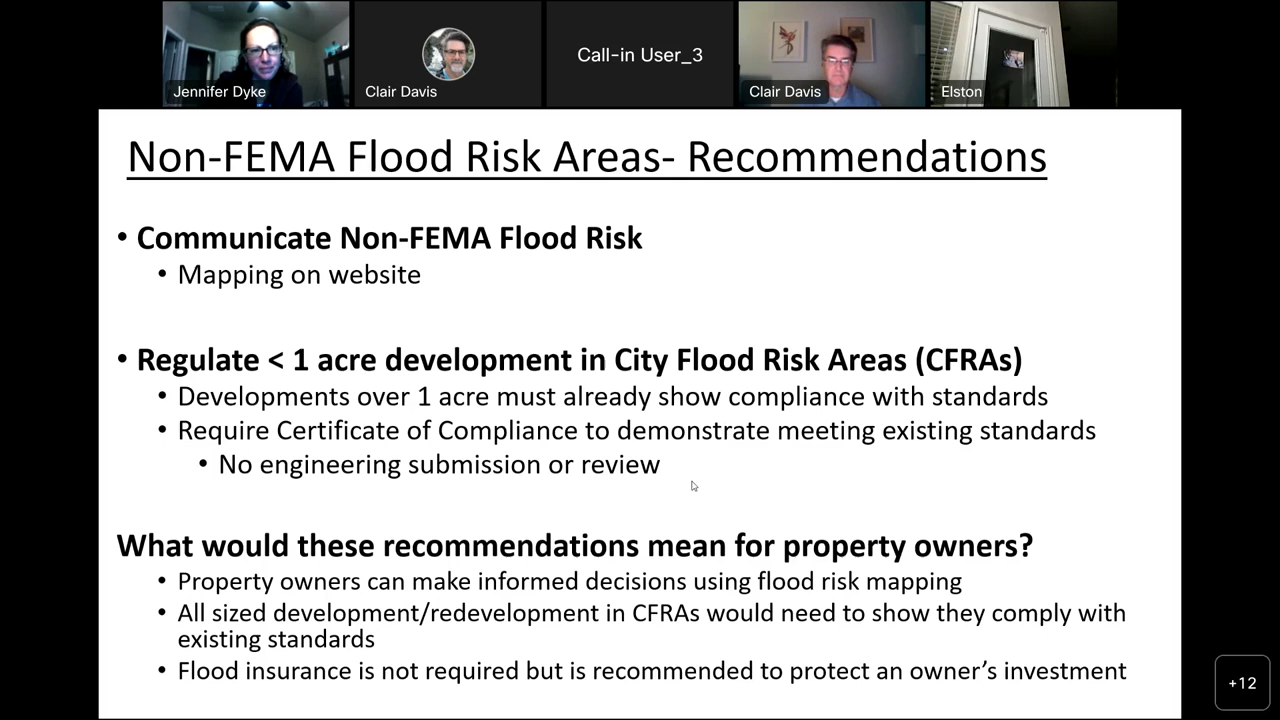 Jennifer Dyke
Clair Davis
Call-in User_3
Clair Davis
Elston
Non-FEMA Flood Risk Areas- Recommendations
• Communicate Non-FEMA Flood Risk
• Mapping on website
• Regulate < 1 acre development in City Flood Risk Areas (CFRAs)
• Developments over 1 acre must already show compliance with standards
• Require Certificate of Compliance to demonstrate meeting existing standards
• No engineering submission or review
What would these recommendations mean for property owners?
• Property owners can make informed decisions using flood risk mapping
• All sized development/redevelopment in CFRAs would need to show they comply with
existing standards
• Flood insurance is not required but is recommended to protect an owner’s investment
+12